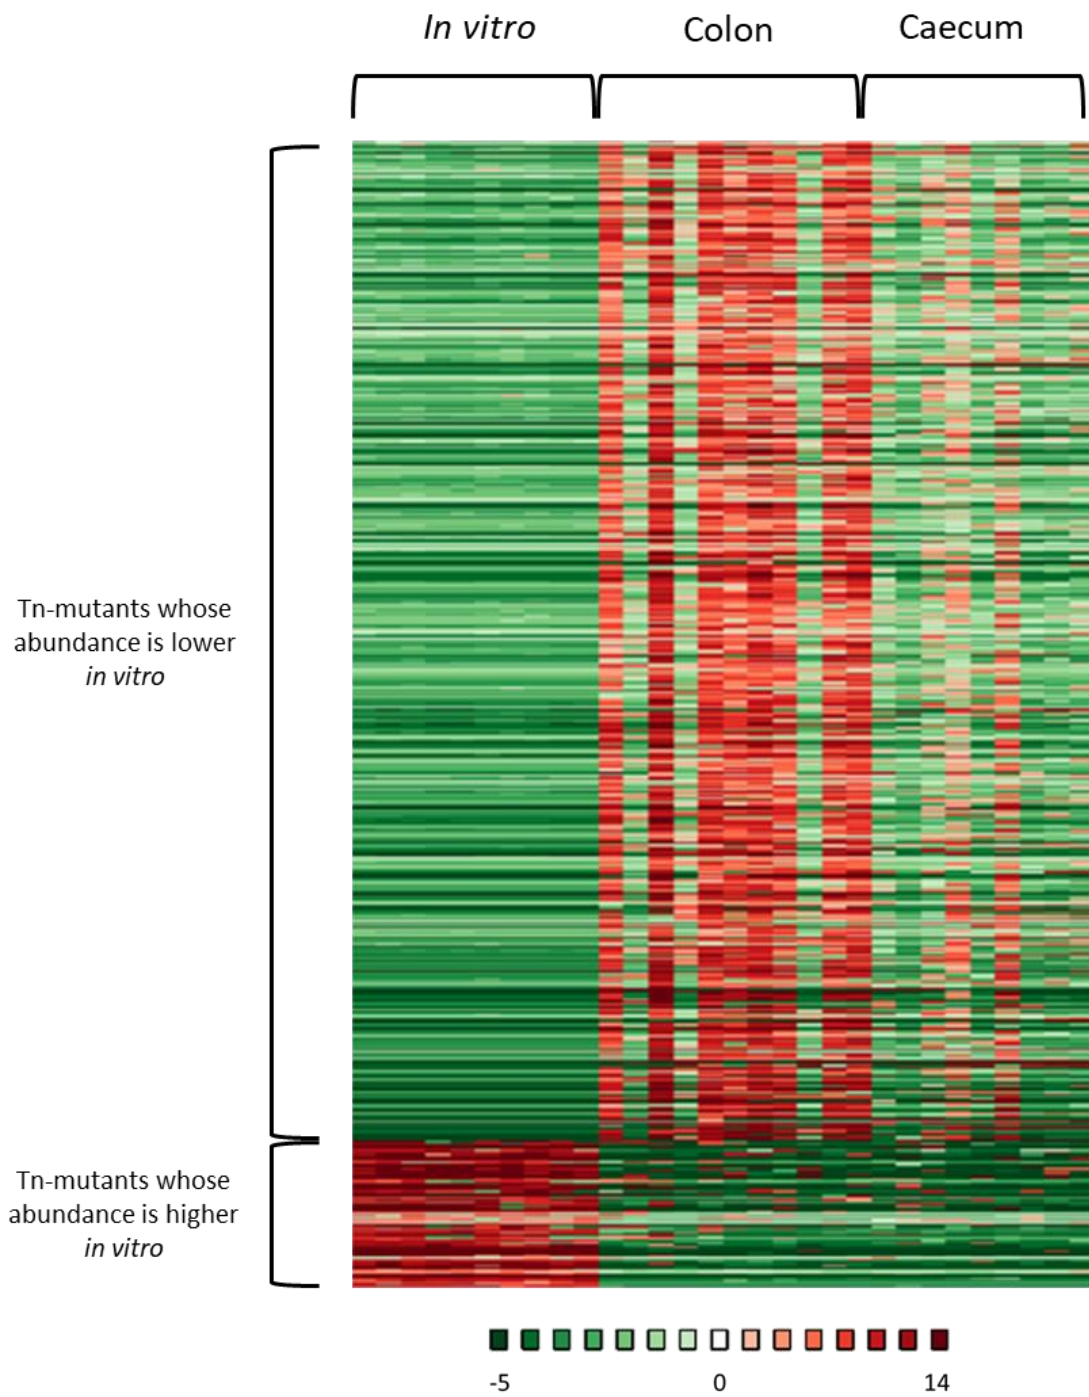 In vitro Colon Caecum
Tn-mutants whose
abundance is lower
in vitro
Tn-mutants whose
abundance is higher
in vitro
-5 0 14